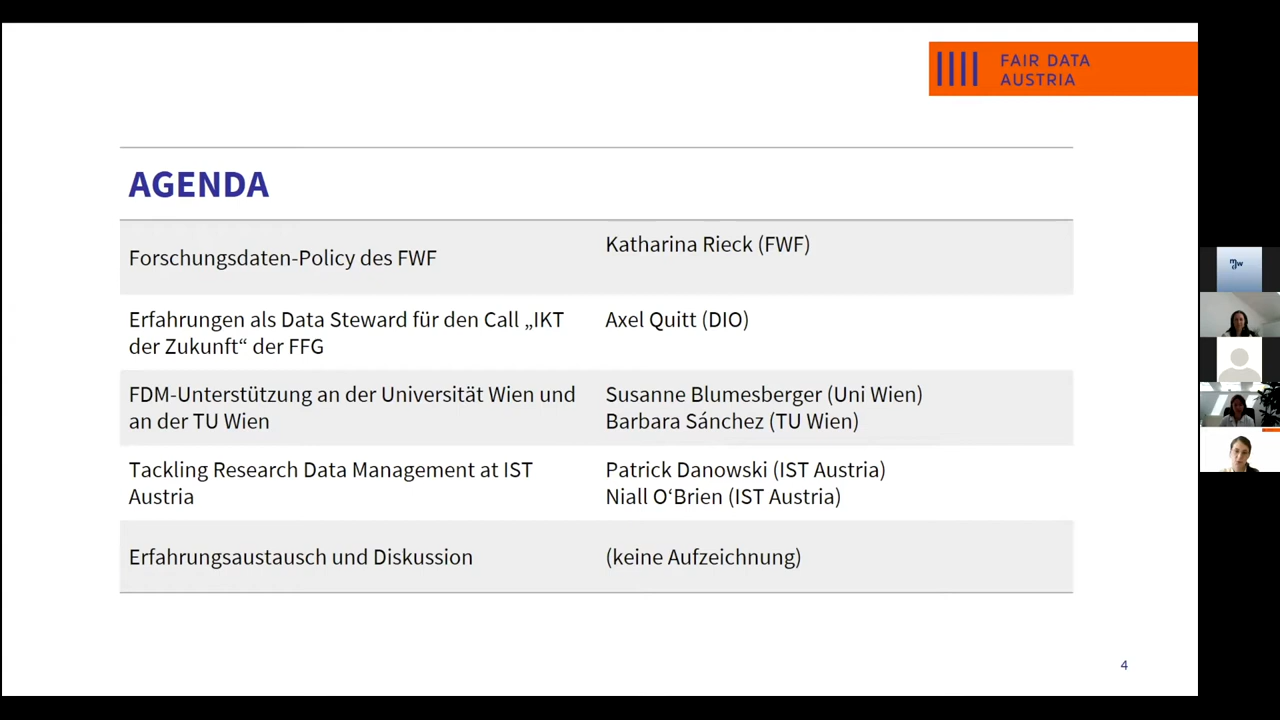 FAIR DATA
AUSTRIA
AGENDA
Forschungsdaten-Policy des FWF
Katharina Rieck (FWF)
Erfahrungen als Data Steward für den Call „IKT
der Zukunft“ der FFG
Axel Quitt (DIO)
FDM-Unterstützung an der Universität Wien und
an der TU Wien
Susanne Blumesberger (Uni Wien)
Barbara Sánchez (TU Wien)
Tackling Research Data Management at IST
Austria
Patrick Danowski (IST Austria)
Niall O‘Brien (IST Austria)
Erfahrungsaustausch und Diskussion
(keine Aufzeichnung)
4